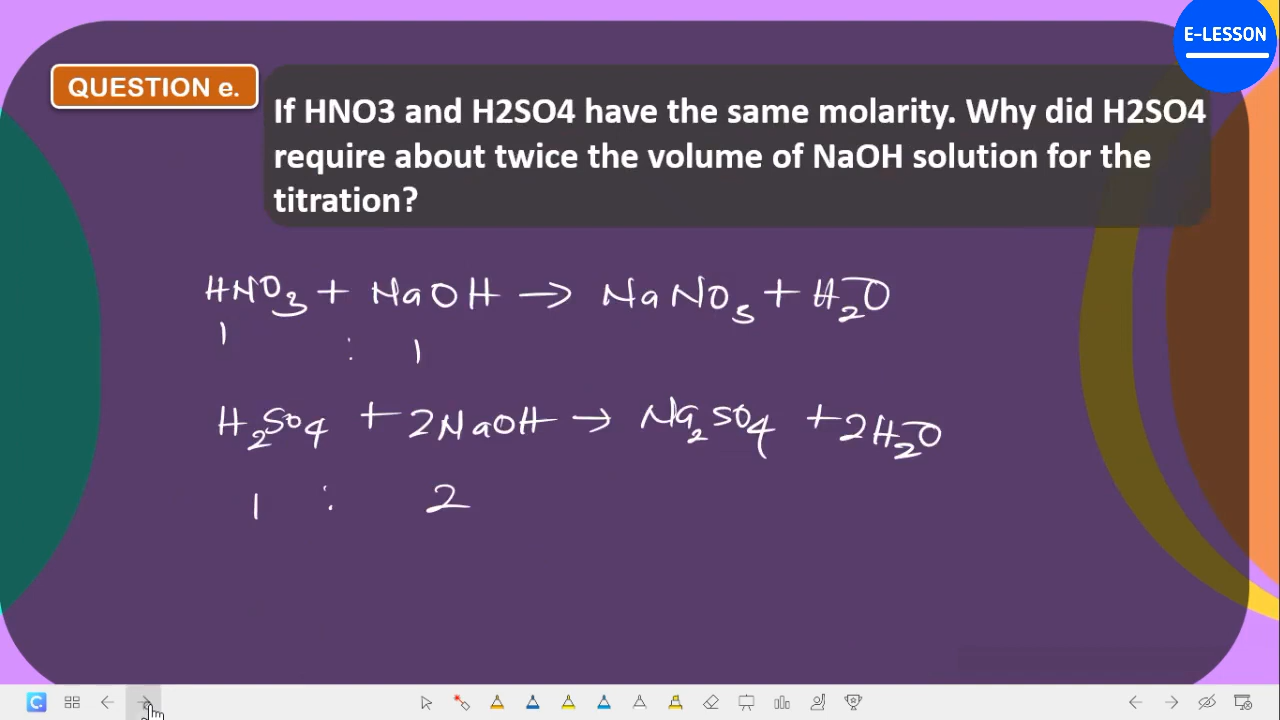 E-LESSON
QUESTION e.
If HNO3 and H2SO4 have the same molarity. Why did H2SO4
require about twice the volume of NaOH solution for the
titration?
HNO₃ + NaOH → NaNO₃ + H₂O
1 : 1
H₂SO₄ + 2NaOH → Na₂SO₄ + 2H₂O
1 : 2
C